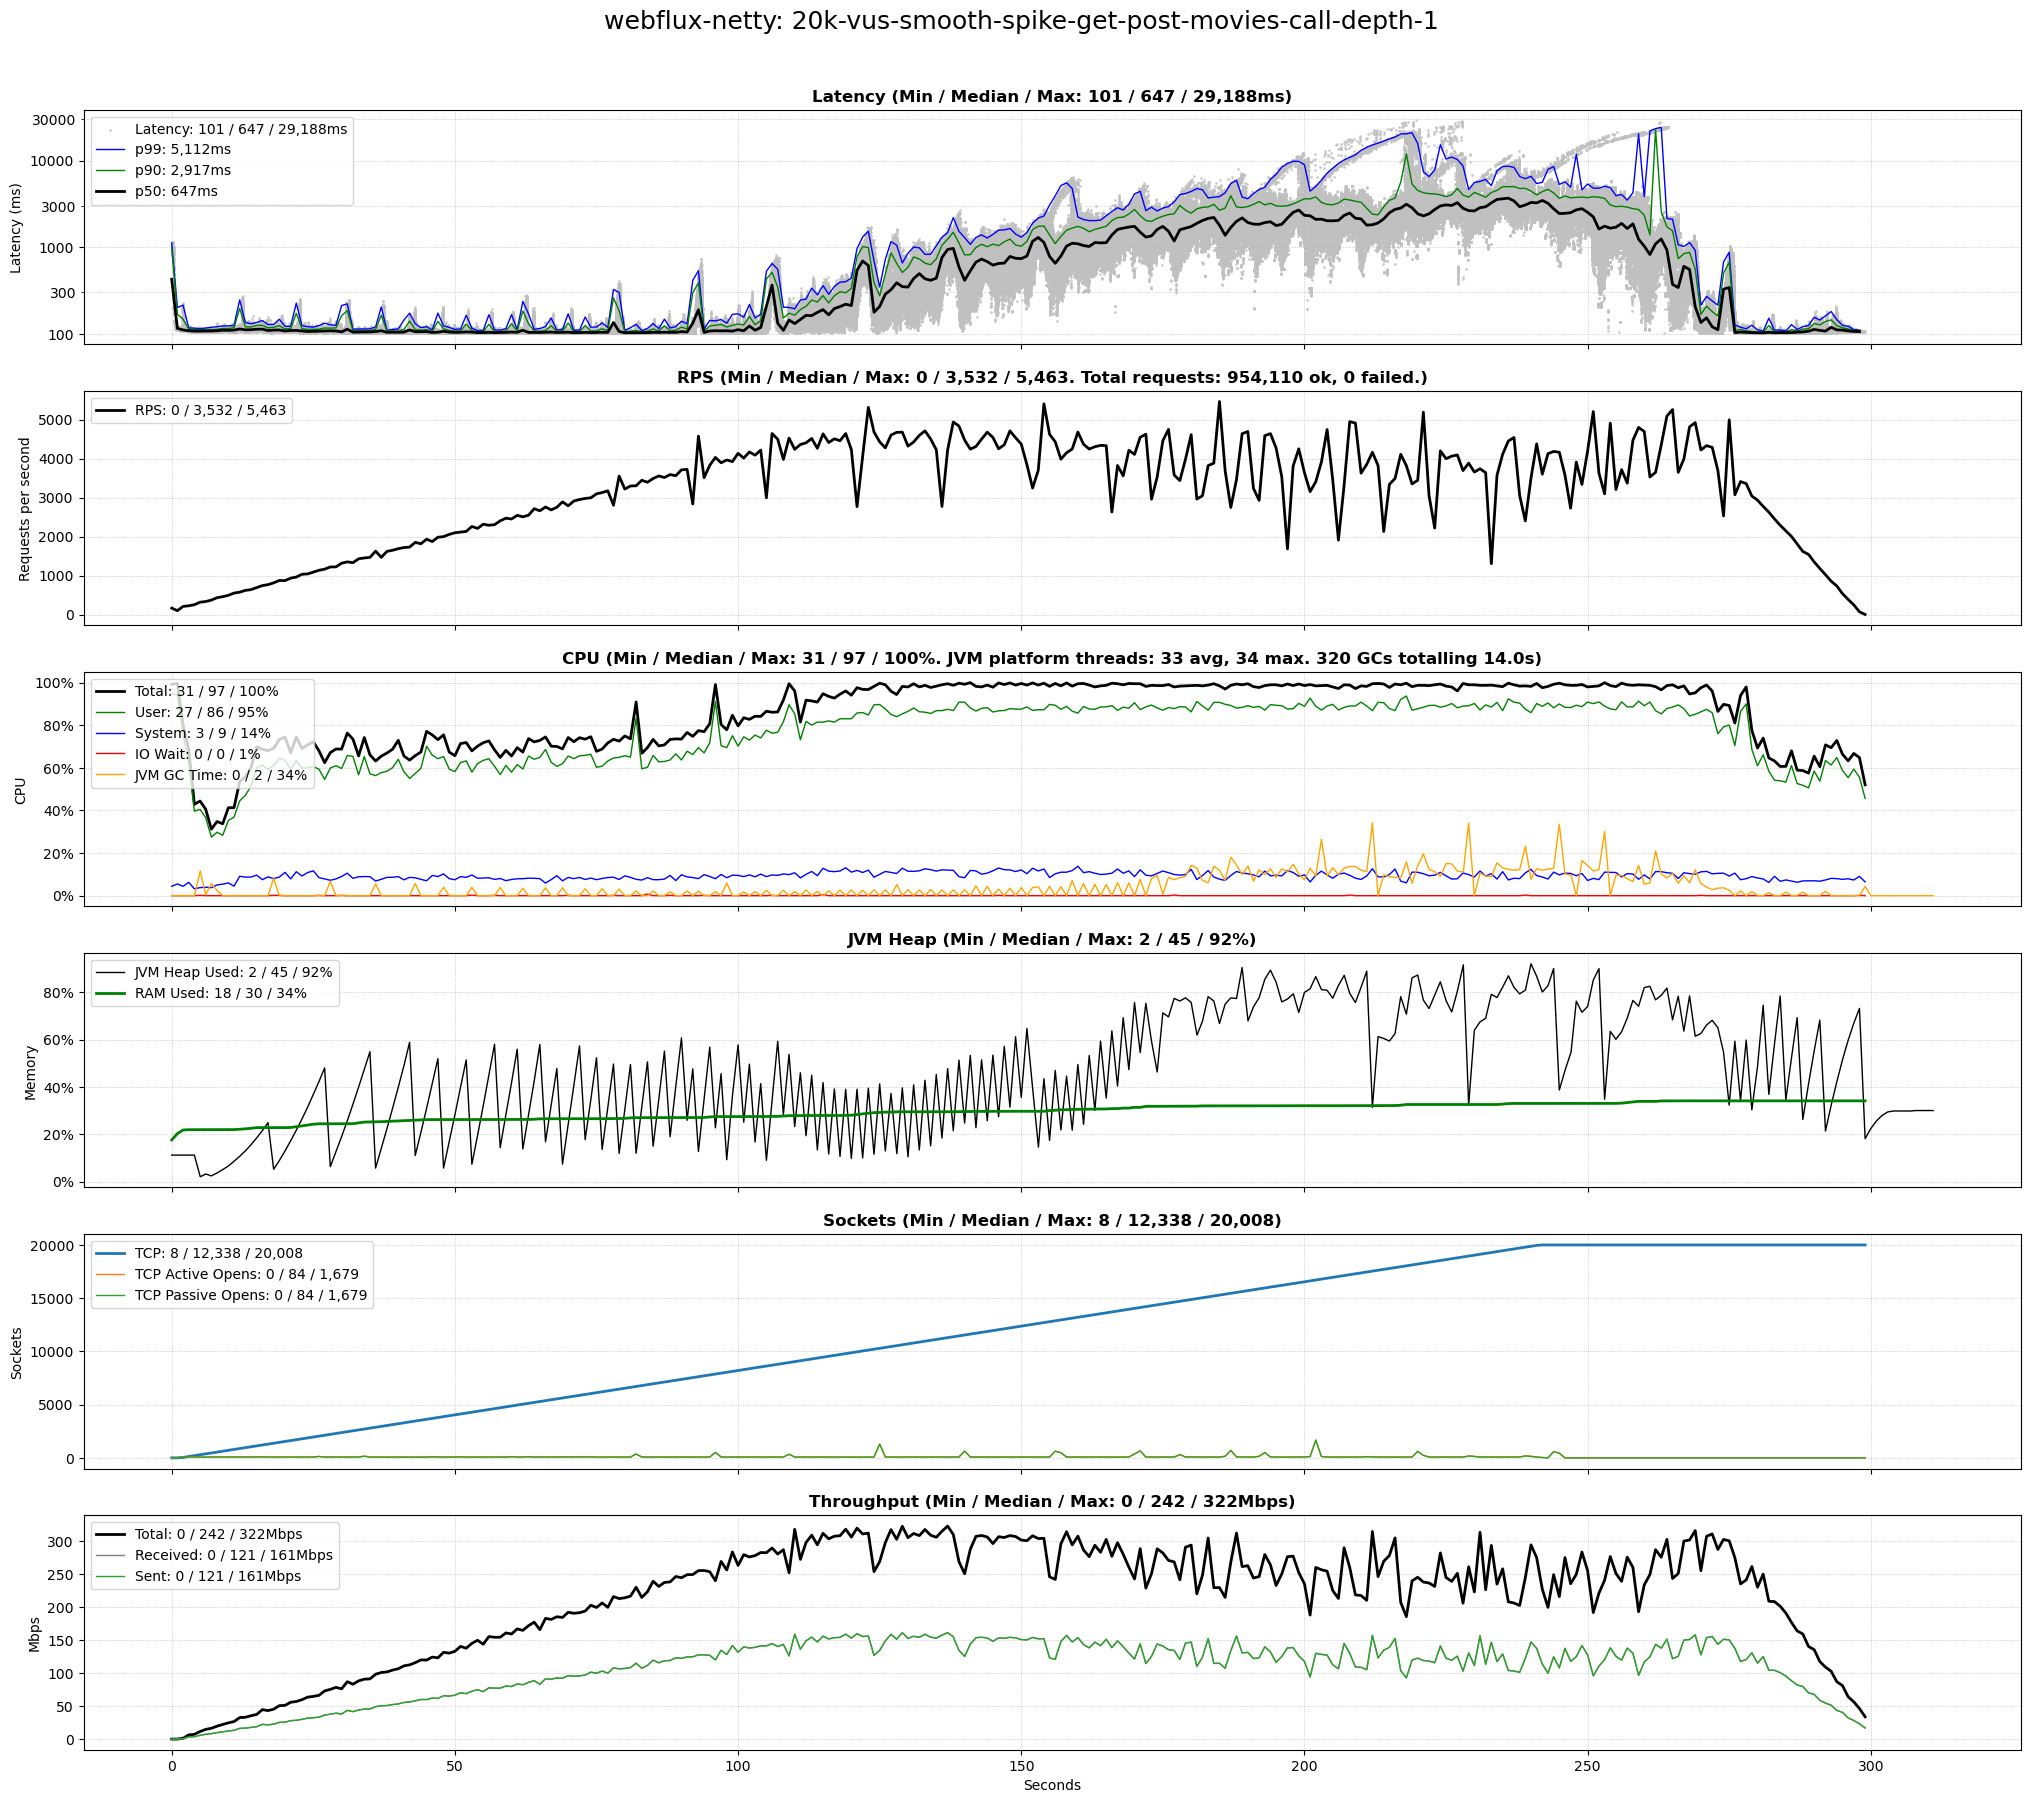 webflux-netty: 20k-vus-smooth-spike-get-post-movies-call-depth-1
Latency (Min / Median / Max: 101 / 647 / 29,188ms)
Latency (ms)
30000
10000
3000
1000
300
100
Latency: 101 / 647 / 29,188ms
p99: 5,112ms
p90: 2,917ms
p50: 647ms
RPS (Min / Median / Max: 0 / 3,532 / 5,463. Total requests: 954,110 ok, 0 failed.)
Requests per second
5000
4000
3000
2000
1000
0
RPS: 0 / 3,532 / 5,463
CPU (Min / Median / Max: 31 / 97 / 100%. JVM platform threads: 33 avg, 34 max. 320 GCs totalling 14.0s)
CPU
100%
80%
60%
40%
20%
0%
Total: 31 / 97 / 100%
User: 27 / 86 / 95%
System: 3 / 9 / 14%
IO Wait: 0 / 0 / 1%
JVM GC Time: 0 / 2 / 34%
JVM Heap (Min / Median / Max: 2 / 45 / 92%)
Memory
80%
60%
40%
20%
0%
JVM Heap Used: 2 / 45 / 92%
RAM Used: 18 / 30 / 34%
Sockets (Min / Median / Max: 8 / 12,338 / 20,008)
Sockets
20000
15000
10000
5000
0
TCP: 8 / 12,338 / 20,008
TCP Active Opens: 0 / 84 / 1,679
TCP Passive Opens: 0 / 84 / 1,679
Throughput (Min / Median / Max: 0 / 242 / 322Mbps)
Mbps
300
250
200
150
100
50
0
Total: 0 / 242 / 322Mbps
Received: 0 / 121 / 161Mbps
Sent: 0 / 121 / 161Mbps
0 50 100 150 200 250 300
Seconds